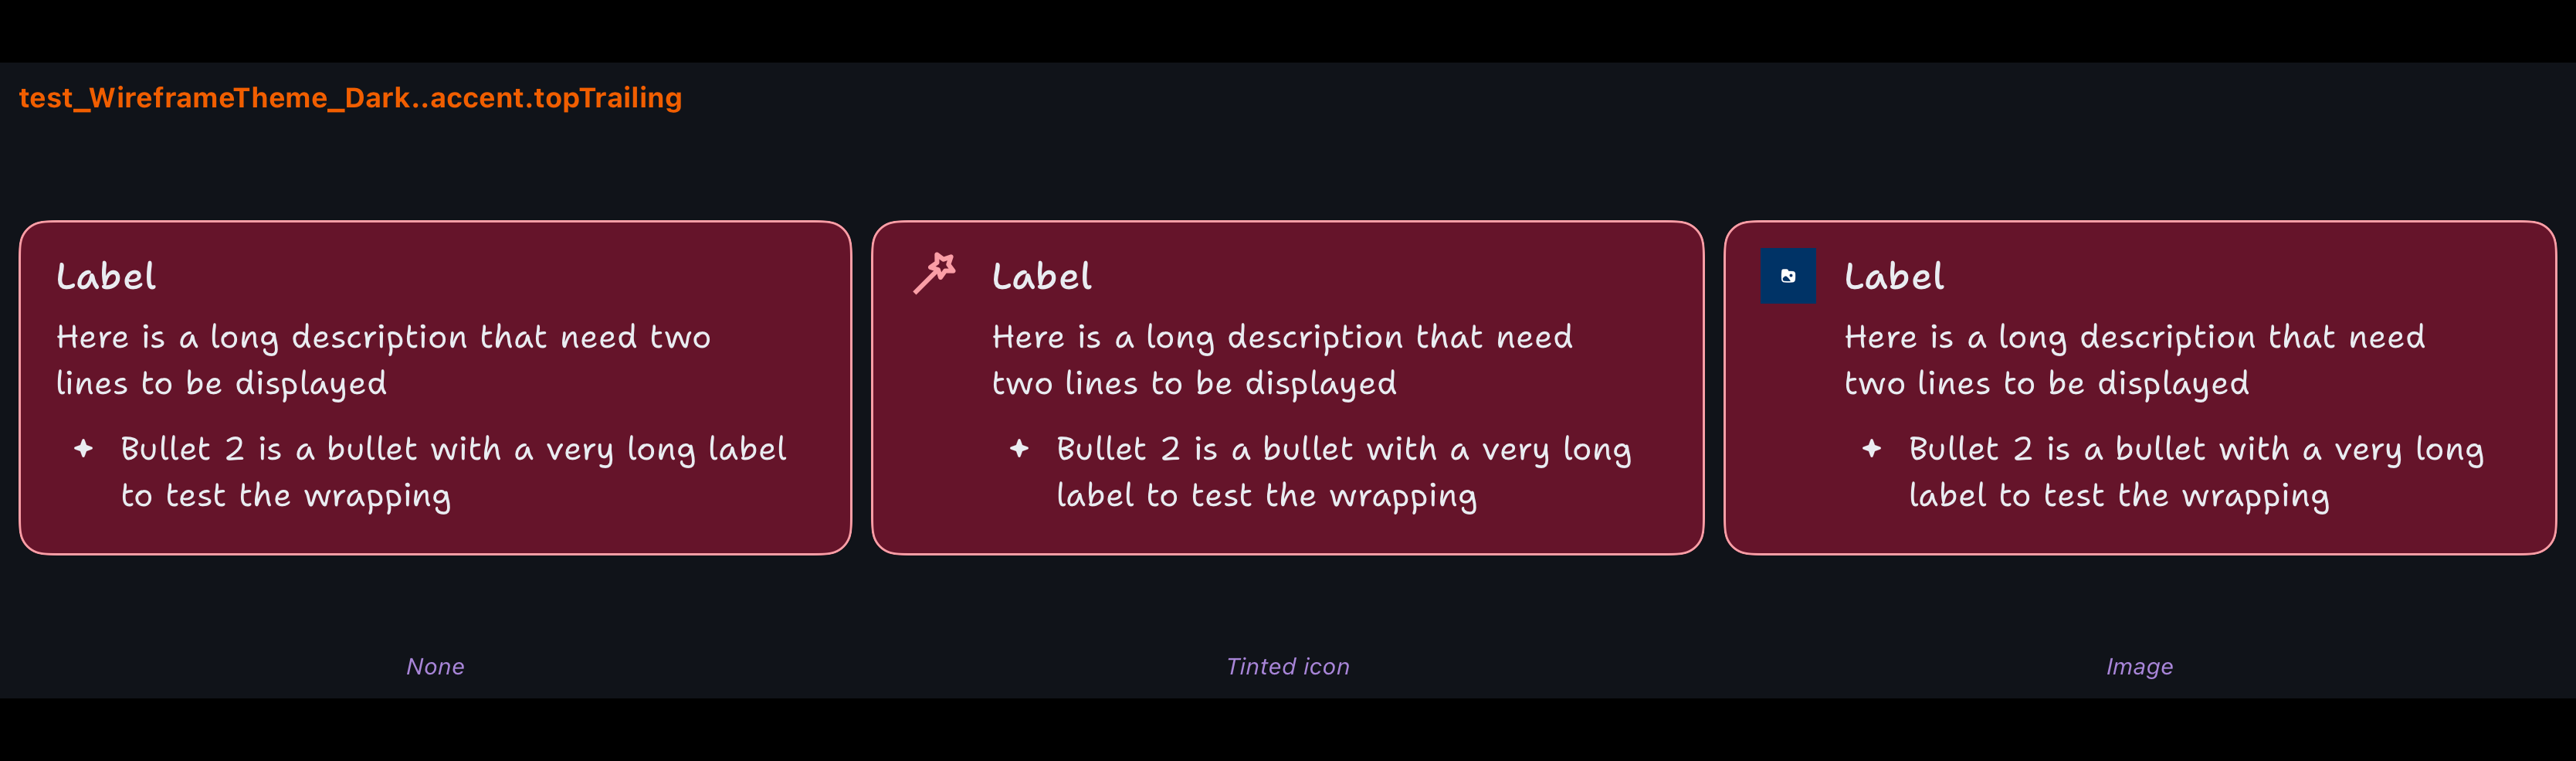 test_WireframeTheme_Dark..accent.topTrailing
Label
Here is a long description that need two
lines to be displayed
Bullet 2 is a bullet with a very long label
to test the wrapping
Label
Here is a long description that need
two lines to be displayed
Bullet 2 is a bullet with a very long
label to test the wrapping
Label
Here is a long description that need
two lines to be displayed
Bullet 2 is a bullet with a very long
label to test the wrapping
None
Tinted icon
Image